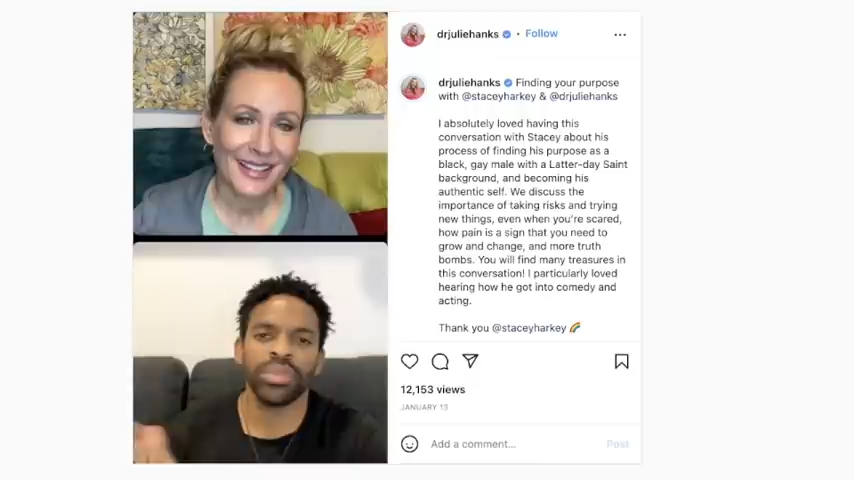 drjuliehanks • Follow
drjuliehanks Finding your purpose
with @staceyharkey & @drjuliehanks
I absolutely loved having this
conversation with Stacey about his
process of finding his purpose as a
black, gay male with a Latter-day Saint
background, and becoming his
authentic self. We discuss the
importance of taking risks and trying
new things, even when you're scared,
how pain is a sign that you need to
grow and change, and more truth
bombs. You will find many treasures in
this conversation! I particularly loved
hearing how he got into comedy and
acting.
Thank you @staceyharkey 🌈
12,153 views
JANUARY 13
Add a comment... Post